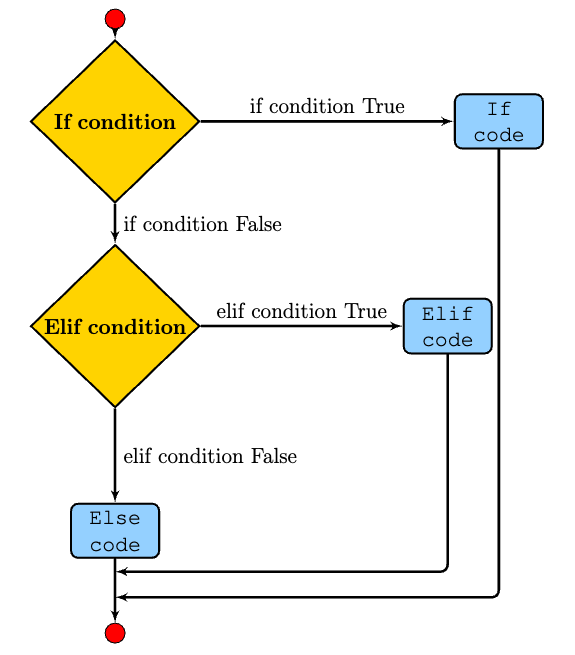 If condition
if condition True
If
code
if condition False
Elif condition
elif condition True
Elif
code
elif condition False
Else
code